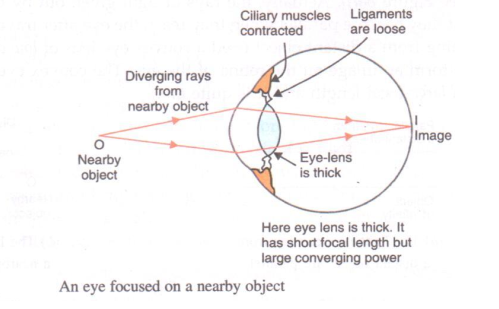 Ciliary muscles
contracted
Ligaments
are loose
Diverging rays
from
nearby object
O
Nearby
object
I
Image
Eye-lens
is thick
Here eye lens is thick. It
has short focal length but
large converging power
An eye focused on a nearby object